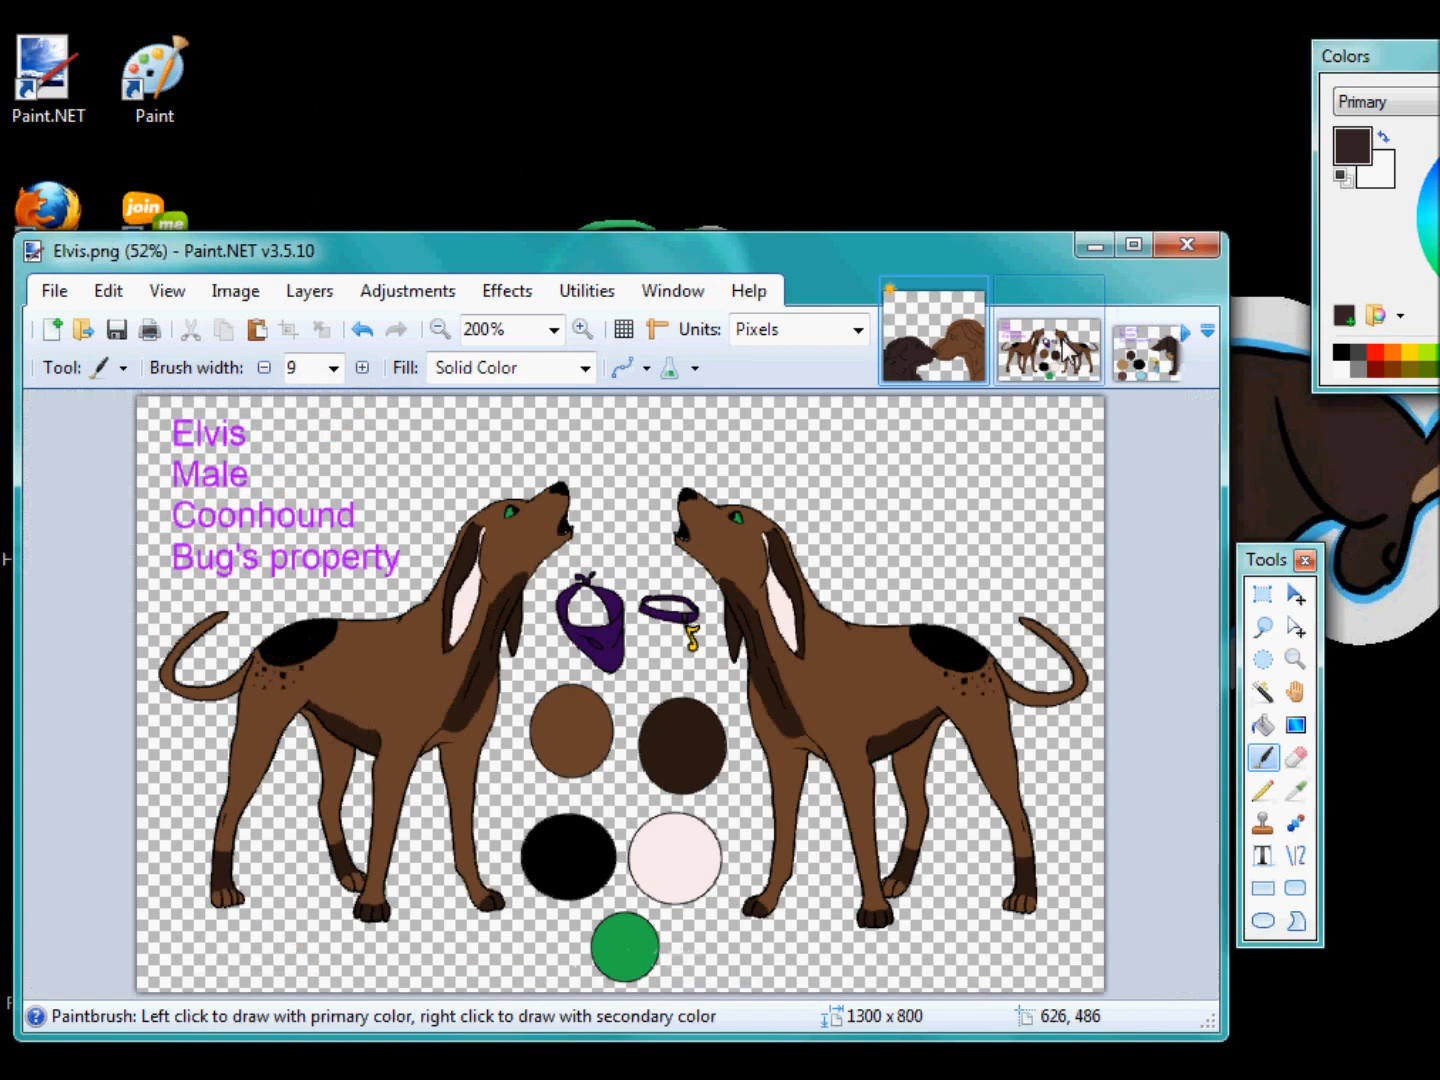 Paint.NET
Paint
join
me
Colors
Primary
Elvis.png (52%) - Paint.NET v3.5.10
File Edit View Image Layers Adjustments Effects Utilities Window Help
200% Units: Pixels
Tool: Brush width: 9 Fill: Solid Color
Elvis
Male
Coonhound
Bug's property
Tools
Paintbrush: Left click to draw with primary color, right click to draw with secondary color 1300 x 800 626, 486